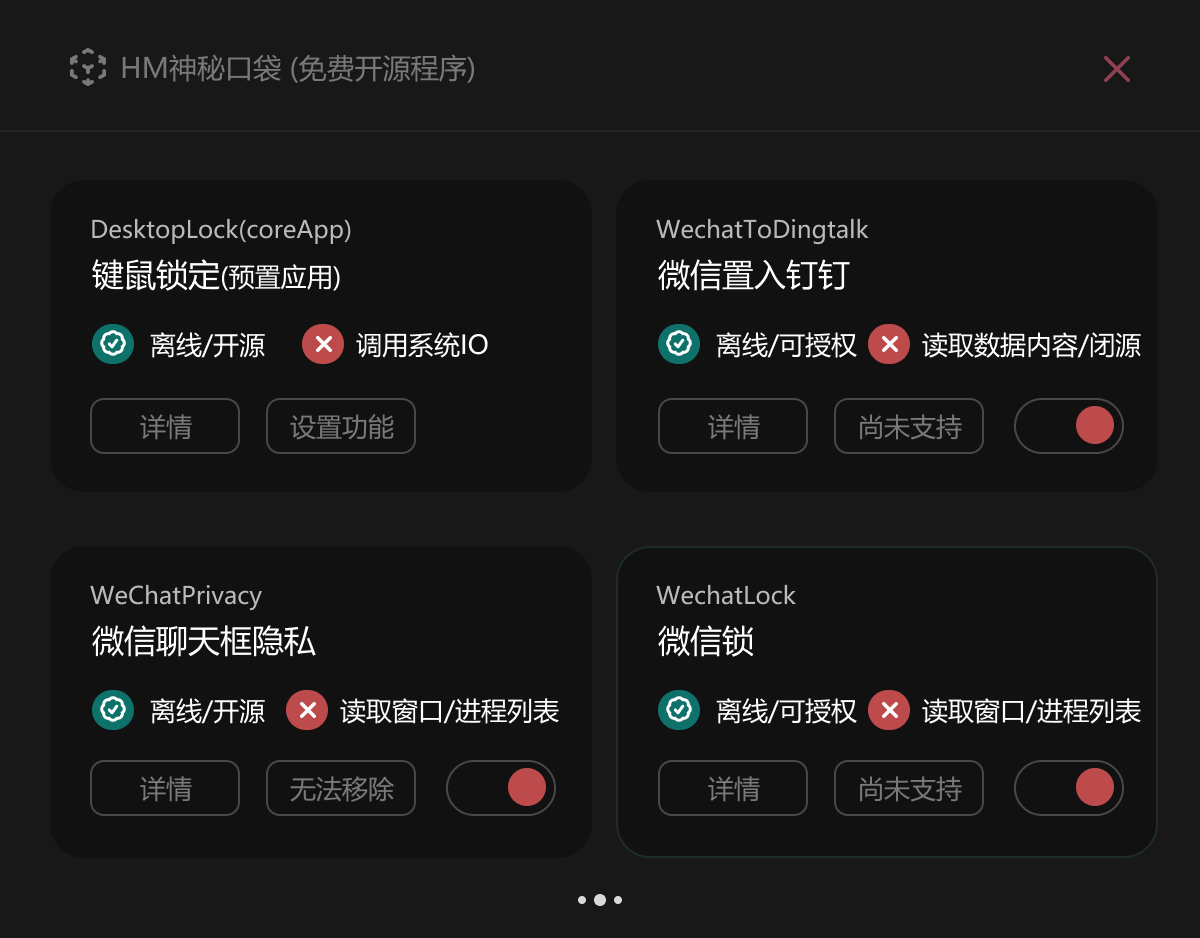 HM神秘口袋 (免费开源程序)
DesktopLock(coreApp)
键鼠锁定(预置应用)
离线/开源 调用系统IO
详情 设置功能
WechatToDingtalk
微信置入钉钉
离线/可授权 读取数据内容/闭源
详情 尚未支持
WeChatPrivacy
微信聊天框隐私
离线/开源 读取窗口/进程列表
详情 无法移除
WechatLock
微信锁
离线/可授权 读取窗口/进程列表
详情 尚未支持